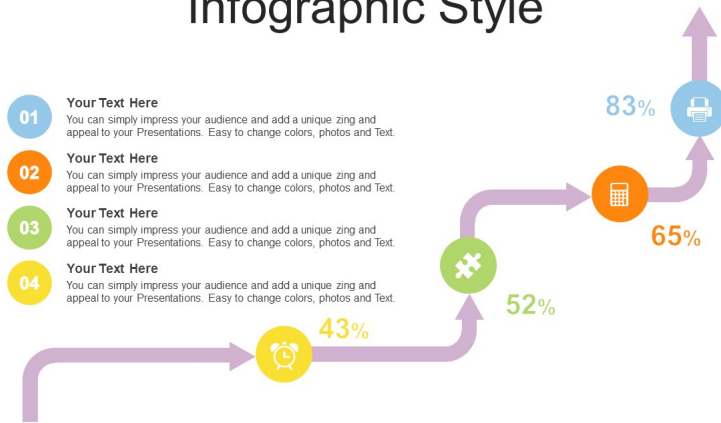 Infographic Style
01
Your Text Here
You can simply impress your audience and add a unique zing and
appeal to your Presentations. Easy to change colors, photos and Text.
02
Your Text Here
You can simply impress your audience and add a unique zing and
appeal to your Presentations. Easy to change colors, photos and Text.
03
Your Text Here
You can simply impress your audience and add a unique zing and
appeal to your Presentations. Easy to change colors, photos and Text.
04
Your Text Here
You can simply impress your audience and add a unique zing and
appeal to your Presentations. Easy to change colors, photos and Text.
83%
65%
52%
43%